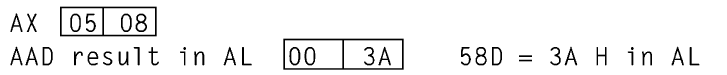 AX 05 08
AAD result in AL 00 3A 58D = 3A H in AL